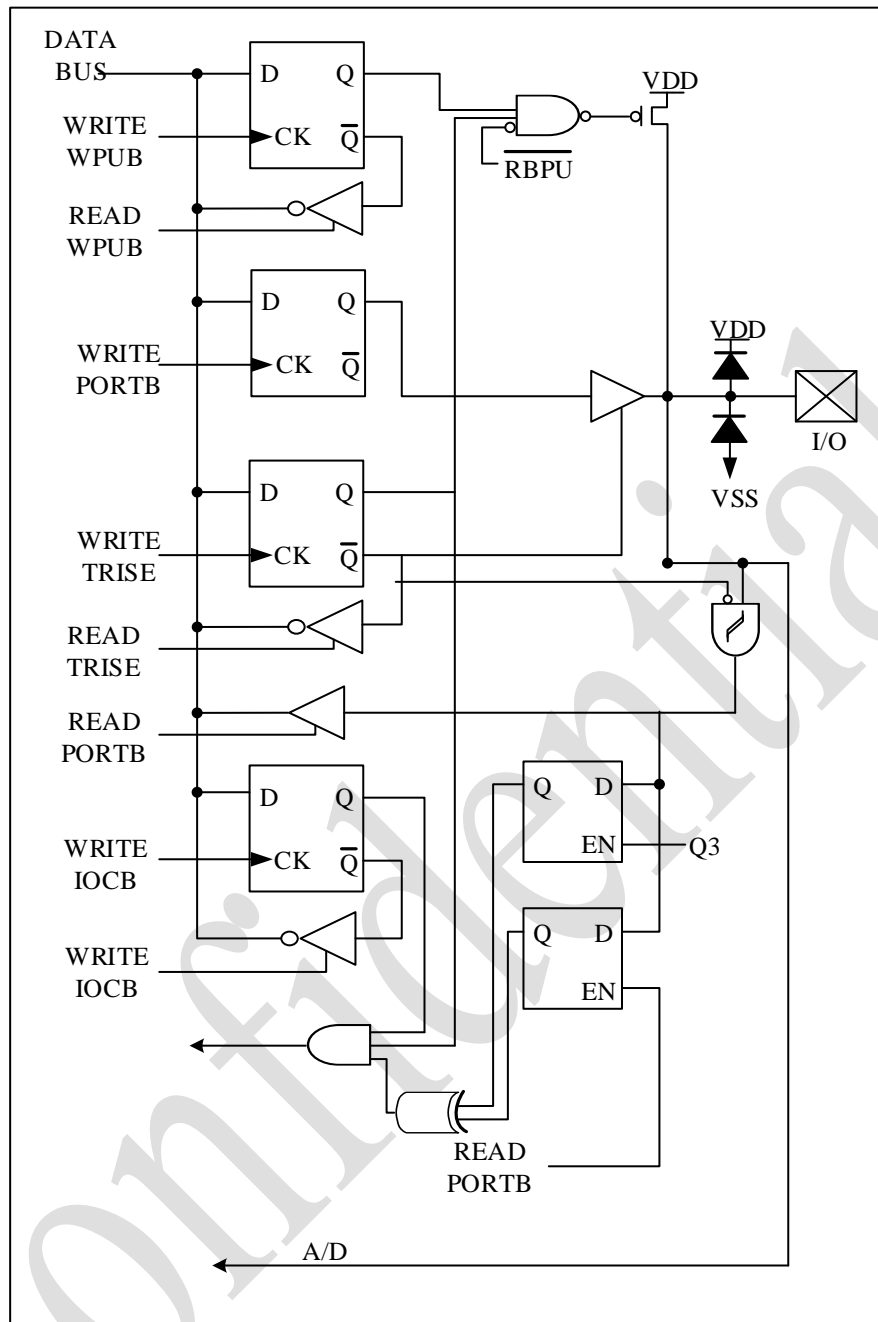 DATA
BUS
D
Q
VDD
WRITE
WPUB
CK
Q
RBPU
READ
WPUB
D
Q
VDD
WRITE
PORTB
CK
Q
I/O
VSS
D
Q
WRITE
TRISE
CK
Q
READ
TRISE
READ
PORTB
D
Q
Q
D
WRITE
IOCB
CK
Q
EN
Q3
Q
D
WRITE
IOCB
EN
READ
PORTB
A/D
onfidential